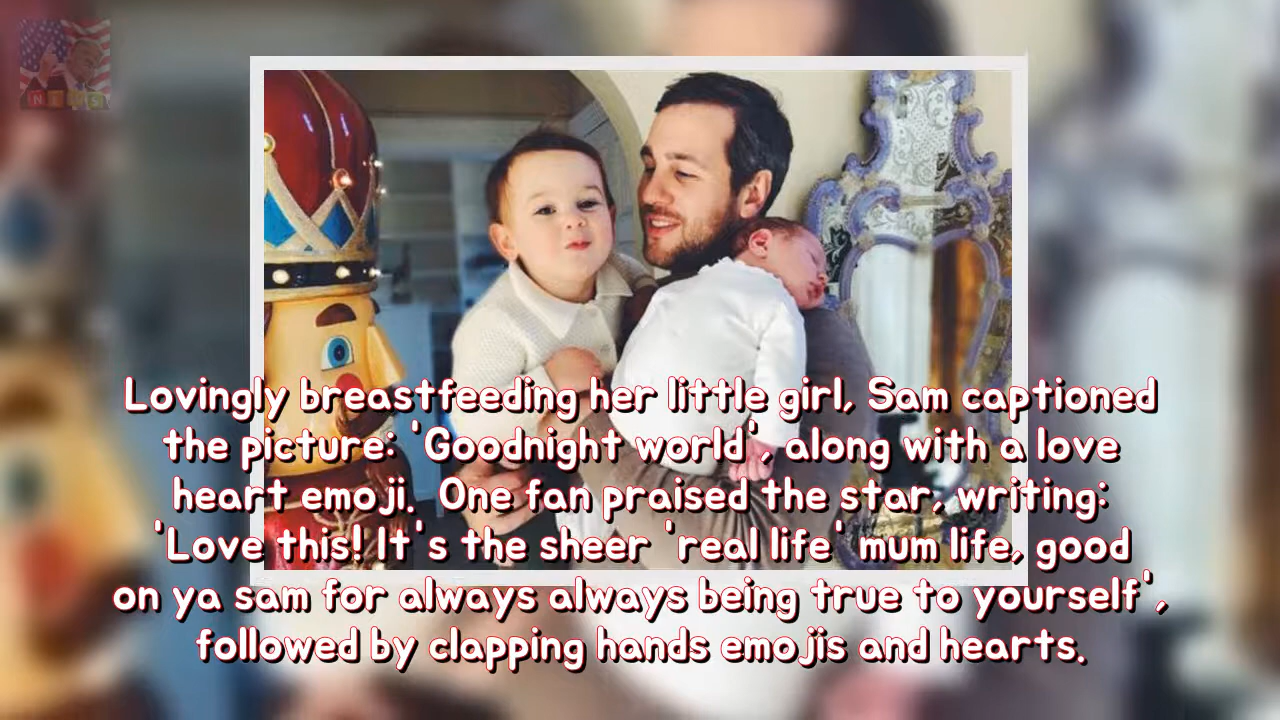 NEWS
Lovingly breastfeeding her little girl, Sam captioned
the picture: 'Goodnight world', along with a love
heart emoji.  One fan praised the star, writing:
'Love this! It's the sheer 'real life' mum life, good
on ya sam for always always being true to yourself',
followed by clapping hands emojis and hearts.